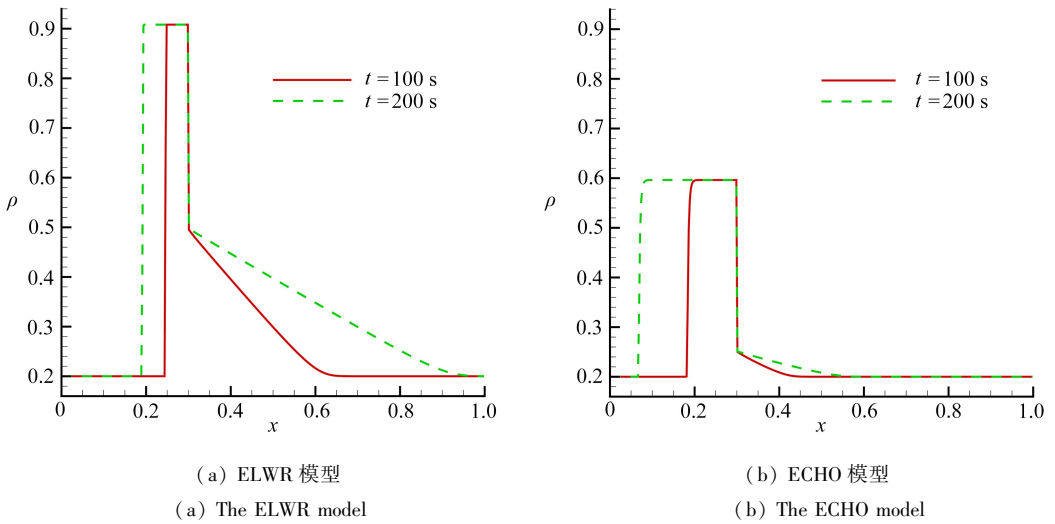 0.9
0.8
0.7
0.6
0.5
0.4
0.3
0.2
ρ
0
0.2
0.4
0.6
0.8
1.0
x
t =100 s
t =200 s
(a) ELWR 模型
(a) The ELWR model
0.9
0.8
0.7
0.6
0.5
0.4
0.3
0.2
ρ
0
0.2
0.4
0.6
0.8
1.0
x
t =100 s
t =200 s
(b) ECHO 模型
(b) The ECHO model